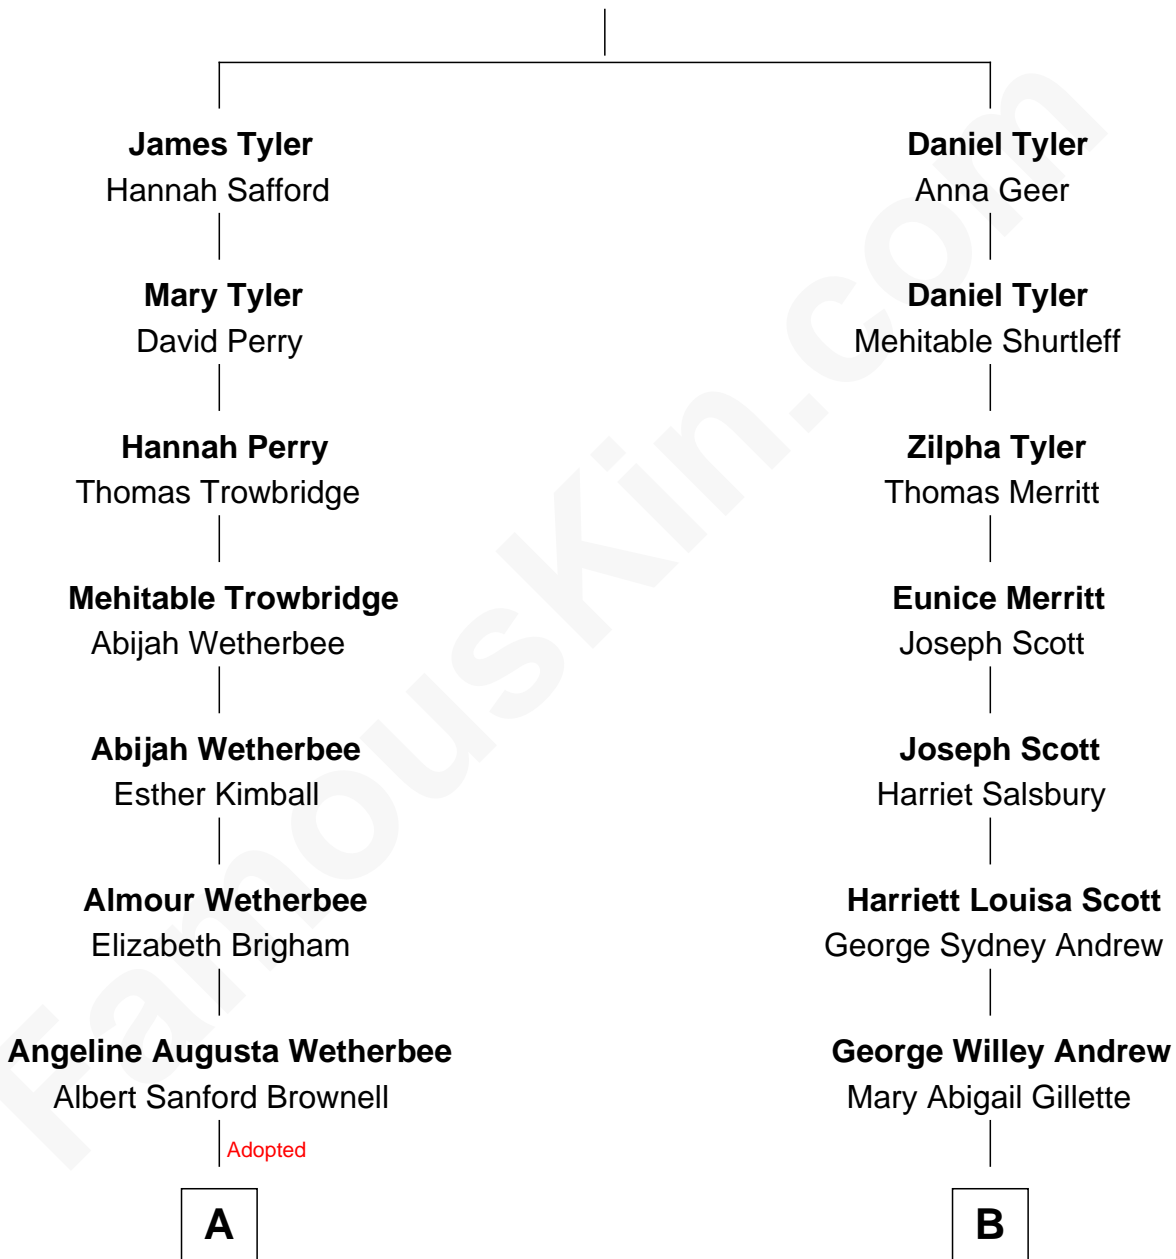 James Tyler
Hannah Safford
Mary Tyler
David Perry
Hannah Perry
Thomas Trowbridge
Mehitable Trowbridge
Abijah Wetherbee
Abijah Wetherbee
Esther Kimball
Almour Wetherbee
Elizabeth Brigham
Angeline Augusta Wetherbee
Albert Sanford Brownell
Adopted
A
Daniel Tyler
Anna Geer
Daniel Tyler
Mehitable Shurtleff
Zilpha Tyler
Thomas Merritt
Eunice Merritt
Joseph Scott
Joseph Scott
Harriet Salsbury
Harriett Louisa Scott
George Sydney Andrew
George Willey Andrew
Mary Abigail Gillette
B
FamousKin.com